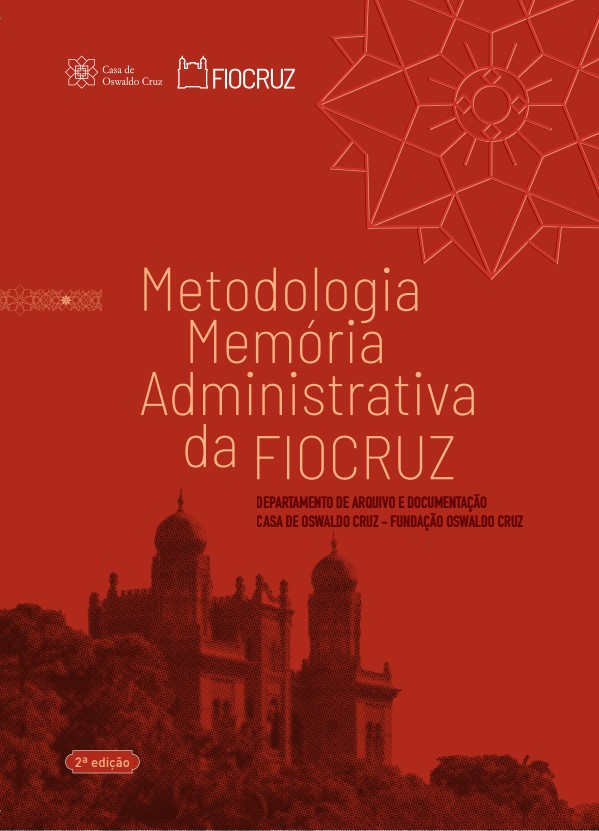 Casa de
Oswaldo Cruz
FIOCRUZ
Metodologia
Memória
Administrativa
da FIOCRUZ
DEPARTAMENTO DE ARQUIVO E DOCUMENTAÇÃO
CASA DE OSWALDO CRUZ – FUNDAÇÃO OSWALDO CRUZ
2ª edição